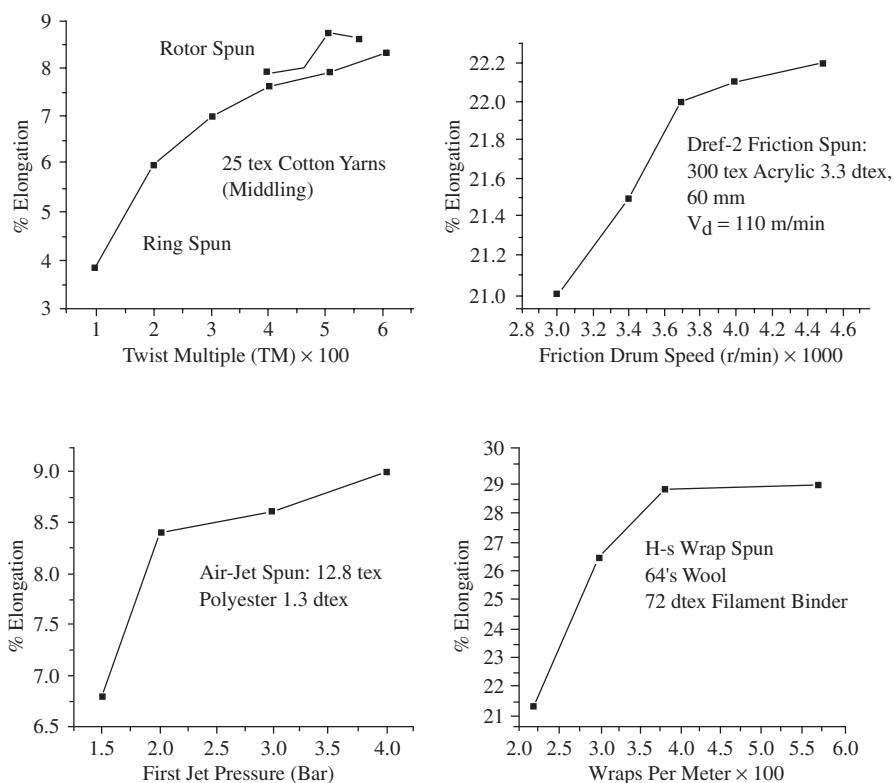 9
8
7
6
5
4
3
% Elongation
Rotor Spun
25 tex Cotton Yarns
(Middling)
Ring Spun
1 2 3 4 5 6
Twist Multiple (TM) × 100
22.2
22.0
21.8
21.6
21.4
21.0
% Elongation
Dref-2 Friction Spun:
300 tex Acrylic 3.3 dtex,
60 mm
Vd = 110 m/min
2.8 3.0 3.2 3.4 3.6 3.8 4.0 4.2 4.4 4.6
Friction Drum Speed (r/min) × 1000
9.0
8.5
8.0
7.5
7.0
6.5
% Elongation
Air-Jet Spun: 12.8 tex
Polyester 1.3 dtex
1.5 2.0 3.0 4.0
First Jet Pressure (Bar)
30
29
28
27
26
25
24
23
22
21
% Elongation
H-s Wrap Spun
64's Wool
72 dtex Filament Binder
2.0 2.5 3.0 3.5 4.0 4.5 5.0 5.5 6.0
Wraps Per Meter × 100